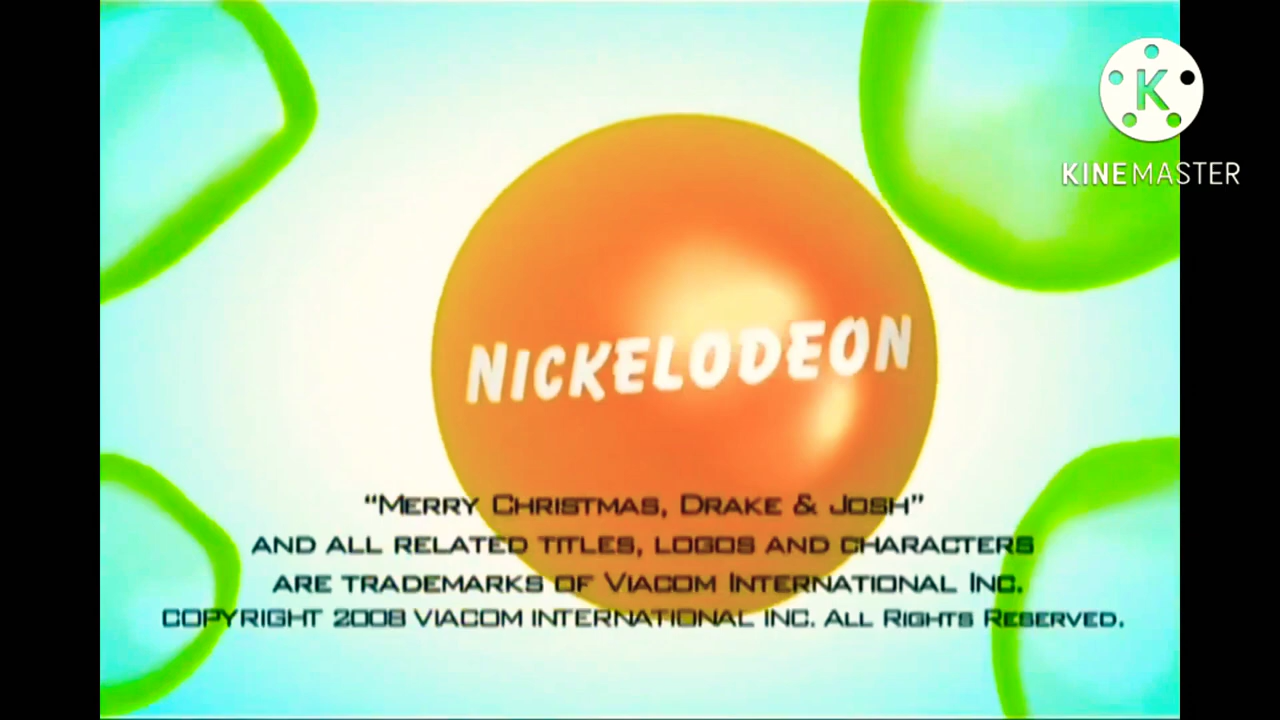 K
KINEMASTER
NICKELODEON
“MERRY CHRISTMAS, DRAKE & JOSH”
AND ALL RELATED TITLES, LOGOS AND CHARACTERS
ARE TRADEMARKS OF VIACOM INTERNATIONAL INC.
COPYRIGHT 2008 VIACOM INTERNATIONAL INC. ALL RIGHTS RESERVED.